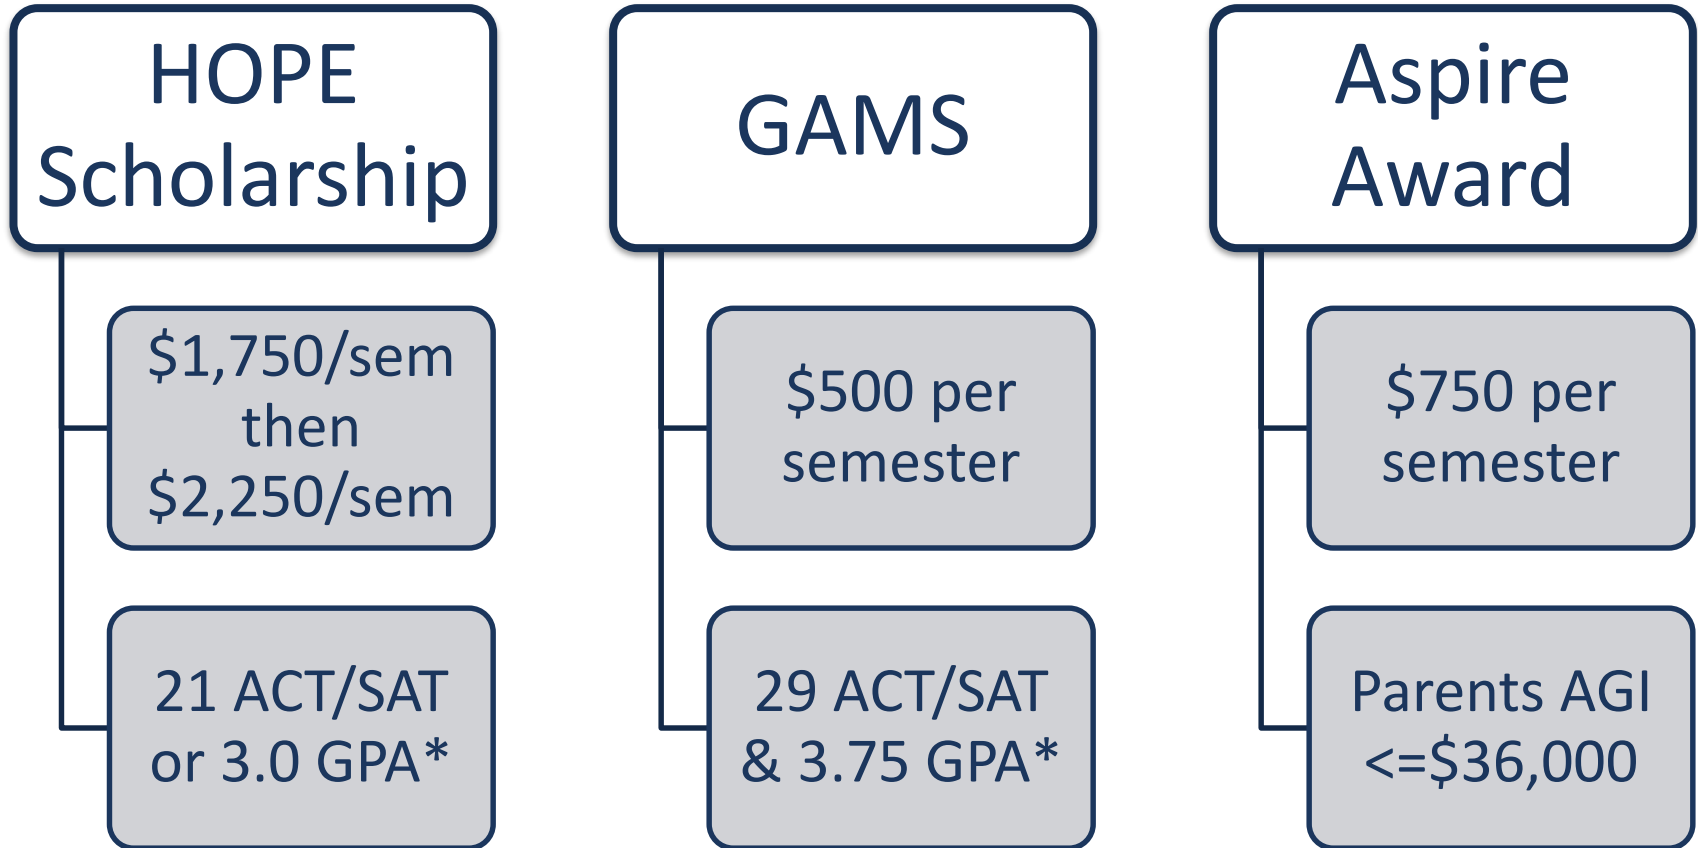 HOPE
Scholarship
$1,750/sem
then
$2,250/sem
21 ACT/SAT
or 3.0 GPA*
GAMS
$500 per
semester
29 ACT/SAT
& 3.75 GPA*
Aspire
Award
$750 per
semester
Parents AGI
<=$36,000